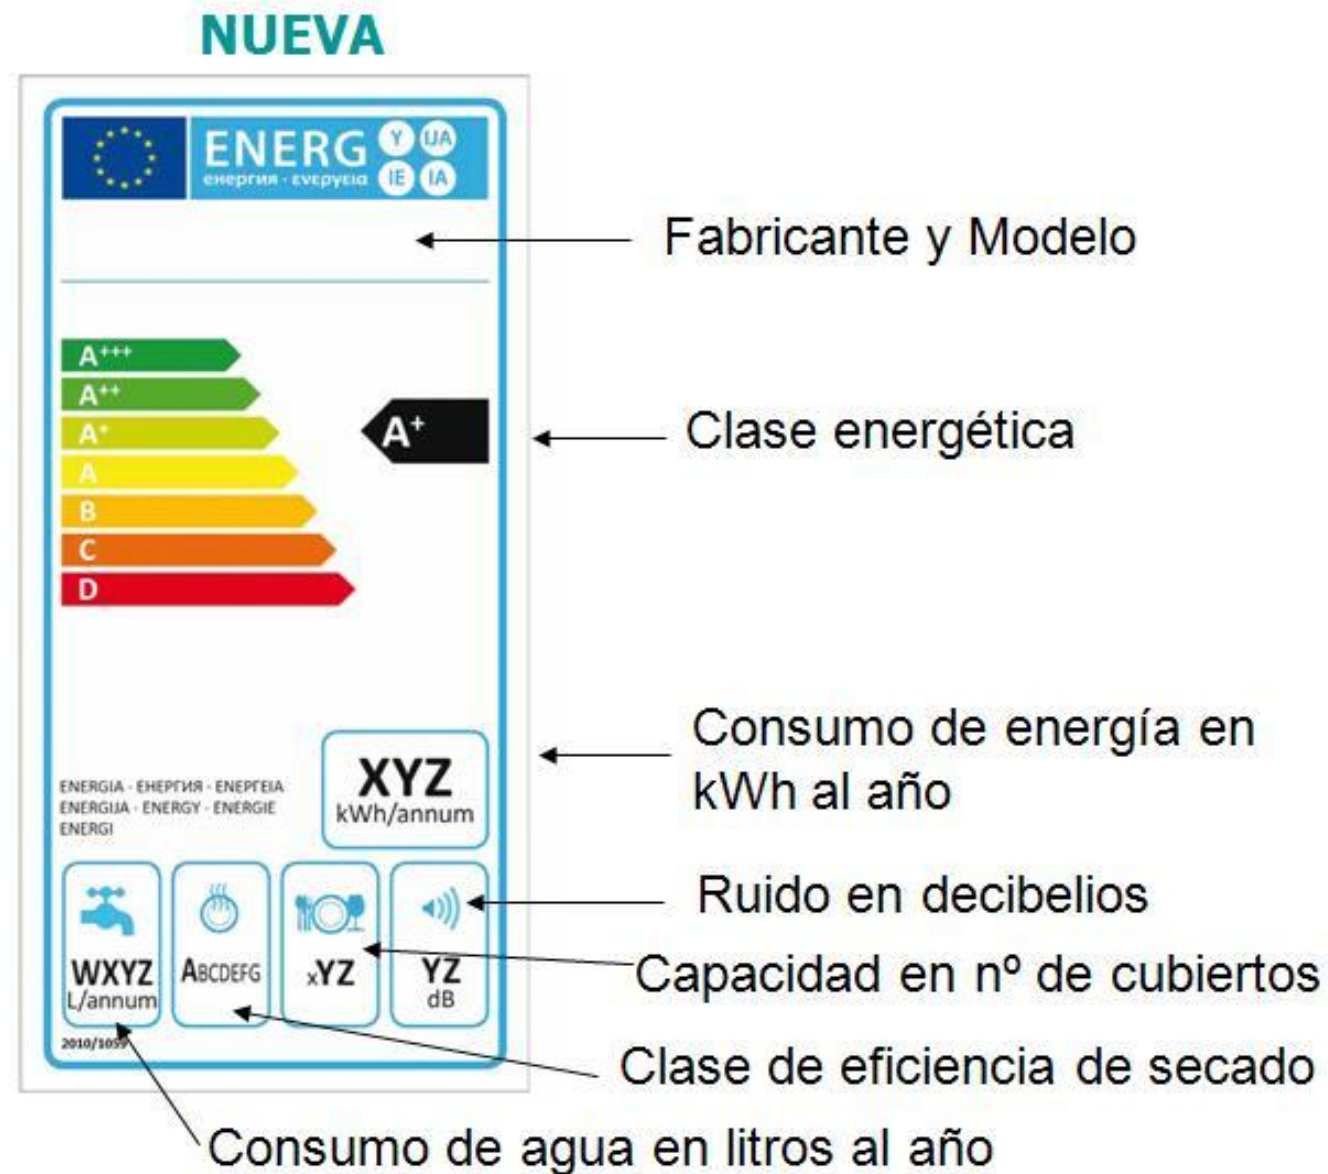 NUEVA
ENERG Y IJA
енергия · ενεργεια IE IA
Fabricante y Modelo
A+++
A++
A+
A
B
C
D
A+
Clase energética
Consumo de energía en
kWh al año
XYZ
kWh/annum
ENERGIA · ЕНЕРГИЯ · ΕΝΕΡΓΕΙΑ
ENERGIJA · ENERGY · ENERGIE
ENERGI
Ruido en decibelios
Capacidad en nº de cubiertos
WXYZ
L/annum
ABCDEFG
xYZ
YZ
dB
2010/1059
Clase de eficiencia de secado
Consumo de agua en litros al año